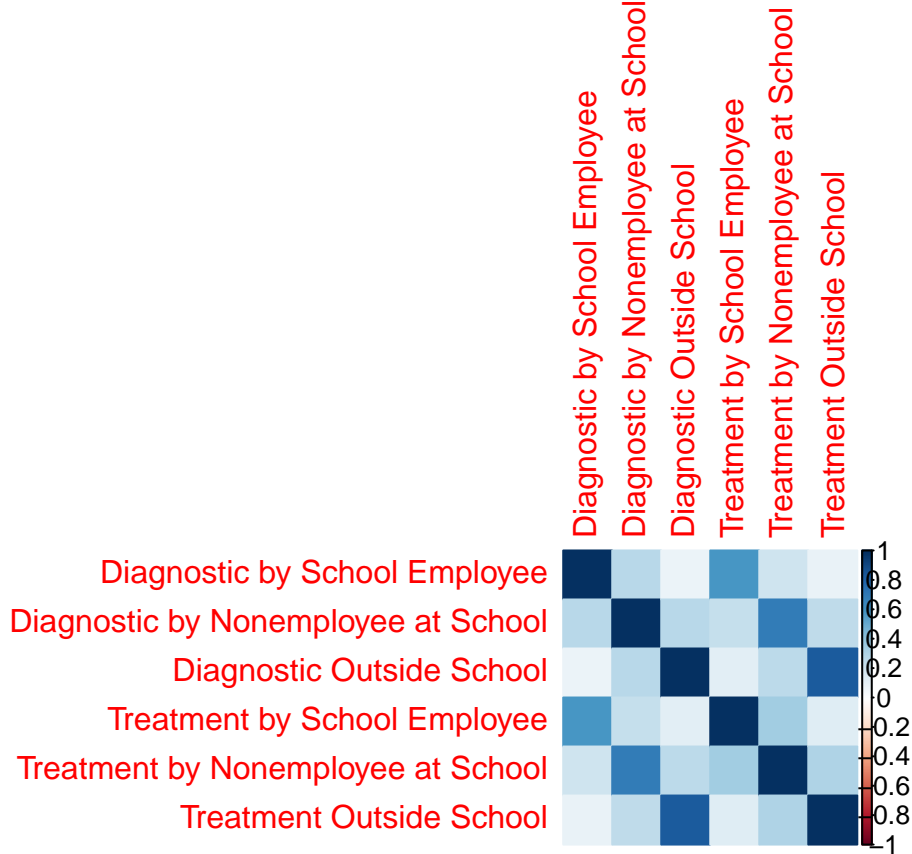 Diagnostic by School Employee
Diagnostic by Nonemployee at School
Diagnostic Outside School
Treatment by School Employee
Treatment by Nonemployee at School
Treatment Outside School
Diagnostic by School Employee
Diagnostic by Nonemployee at School
Diagnostic Outside School
Treatment by School Employee
Treatment by Nonemployee at School
Treatment Outside School
1
0.8
0.6
0.4
0.2
0
−0.2
−0.4
−0.6
−0.8
−1